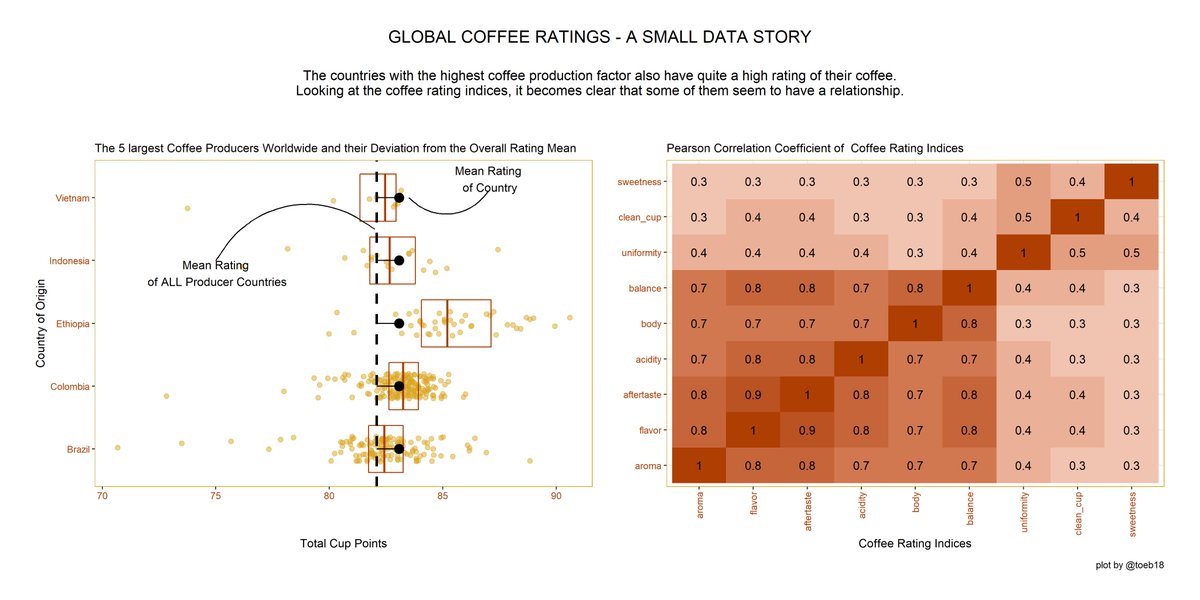 GLOBAL COFFEE RATINGS - A SMALL DATA STORY
The countries with the highest coffee production factor also have quite a high rating of their coffee.
Looking at the coffee rating indices, it becomes clear that some of them seem to have a relationship.
The 5 largest Coffee Producers Worldwide and their Deviation from the Overall Rating Mean
Country of Origin
Vietnam
Indonesia
Ethiopia
Colombia
Brazil
Mean Rating
of Country
Mean Rating
of ALL Producer Countries
70 75 80 85 90
Total Cup Points
Pearson Correlation Coefficient of Coffee Rating Indices
sweetness 0.3 0.3 0.3 0.3 0.3 0.3 0.5 0.4 1
clean_cup 0.3 0.4 0.4 0.3 0.3 0.4 0.5 1 0.4
uniformity 0.4 0.4 0.4 0.4 0.3 0.4 1 0.5 0.5
balance 0.7 0.8 0.8 0.7 0.8 1 0.4 0.4 0.3
body 0.7 0.7 0.7 0.7 1 0.8 0.3 0.3 0.3
acidity 0.7 0.8 0.8 1 0.7 0.7 0.4 0.3 0.3
aftertaste 0.8 0.9 1 0.8 0.7 0.8 0.4 0.4 0.3
flavor 0.8 1 0.9 0.8 0.7 0.8 0.4 0.4 0.3
aroma 1 0.8 0.8 0.7 0.7 0.7 0.4 0.3 0.3
aroma flavor aftertaste acidity body balance uniformity clean_cup sweetness
Coffee Rating Indices
plot by @toeb18